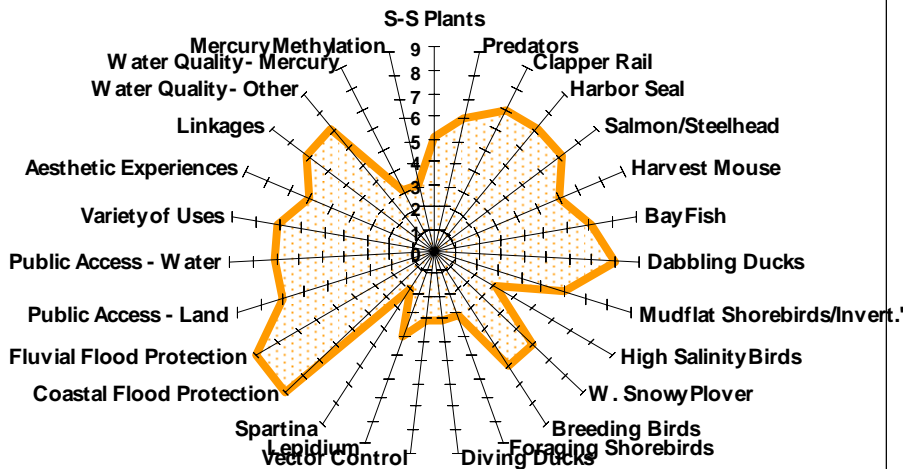 S-S Plants
9
8
7
6
5
4
3
2
1
0
Predators
Clapper Rail
Harbor Seal
Salmon/Steelhead
Harvest Mouse
Bay Fish
Dabbling Ducks
Mudflat Shorebirds/Invert.'
High Salinity Birds
W. Snowy Plover
Breeding Birds
Foraging Shorebirds
Diving Ducks
Vector Control
Lepidium
Spartina
Coastal Flood Protection
Fluvial Flood Protection
Public Access - Land
Public Access - Water
Variety of Uses
Aesthetic Experiences
Linkages
Water Quality - Other
Water Quality - Mercury
Mercury Methylation